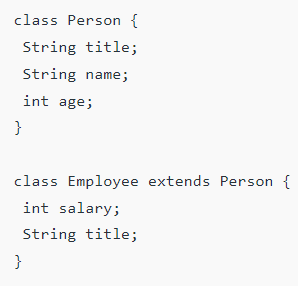 class Person {
 String title;
 String name;
 int age;
}

class Employee extends Person {
 int salary;
 String title;
}